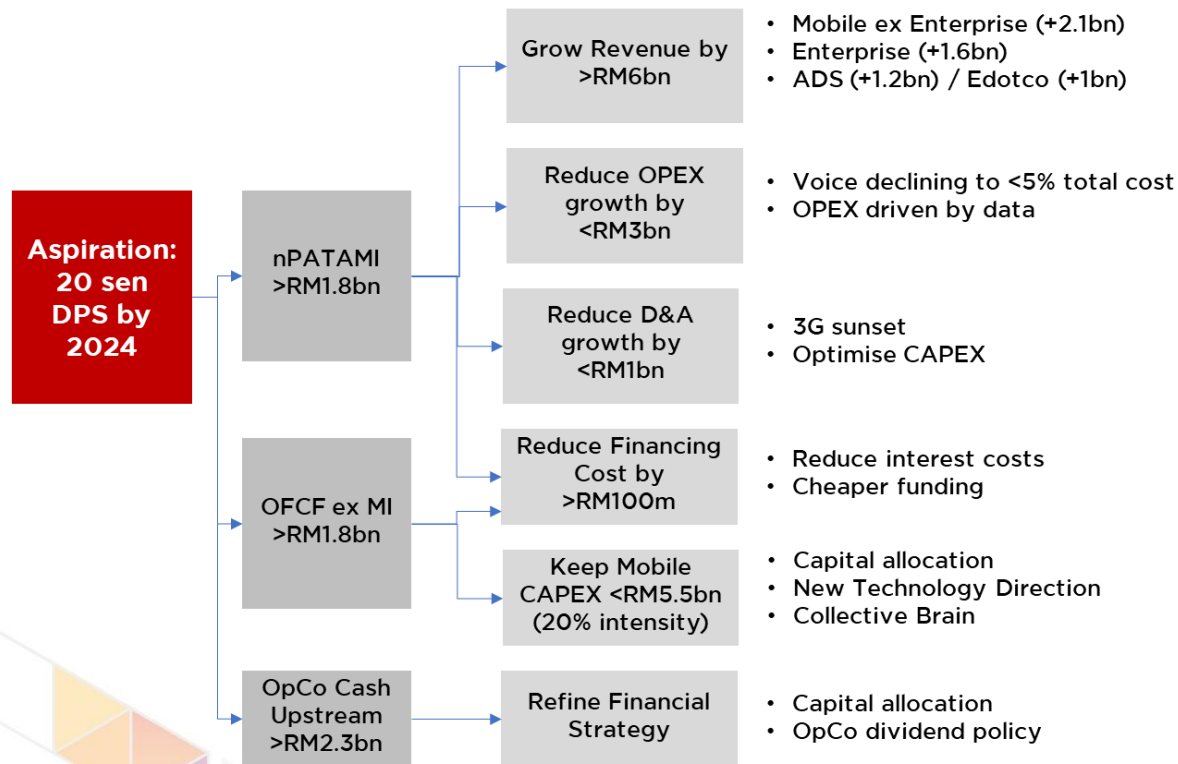 Aspiration:
20 sen
DPS by
2024
nPATAMI
>RM1.8bn
OFCF ex MI
>RM1.8bn
OpCo Cash
Upstream
>RM2.3bn
Grow Revenue by
>RM6bn
• Mobile ex Enterprise (+2.1bn)
• Enterprise (+1.6bn)
• ADS (+1.2bn) / Edotco (+1bn)
Reduce OPEX
growth by
<RM3bn
• Voice declining to <5% total cost
• OPEX driven by data
Reduce D&A
growth by
<RM1bn
• 3G sunset
• Optimise CAPEX
Reduce Financing
Cost by
>RM100m
• Reduce interest costs
• Cheaper funding
Keep Mobile
CAPEX <RM5.5bn
(20% intensity)
• Capital allocation
• New Technology Direction
• Collective Brain
Refine Financial
Strategy
• Capital allocation
• OpCo dividend policy